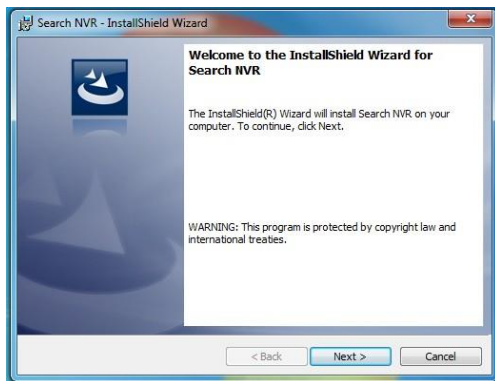 Search NVR - InstallShield Wizard
Welcome to the InstallShield Wizard for
Search NVR
The InstallShield(R) Wizard will install Search NVR on your
computer. To continue, click Next.
WARNING: This program is protected by copyright law and
international treaties.
< Back
Next >
Cancel